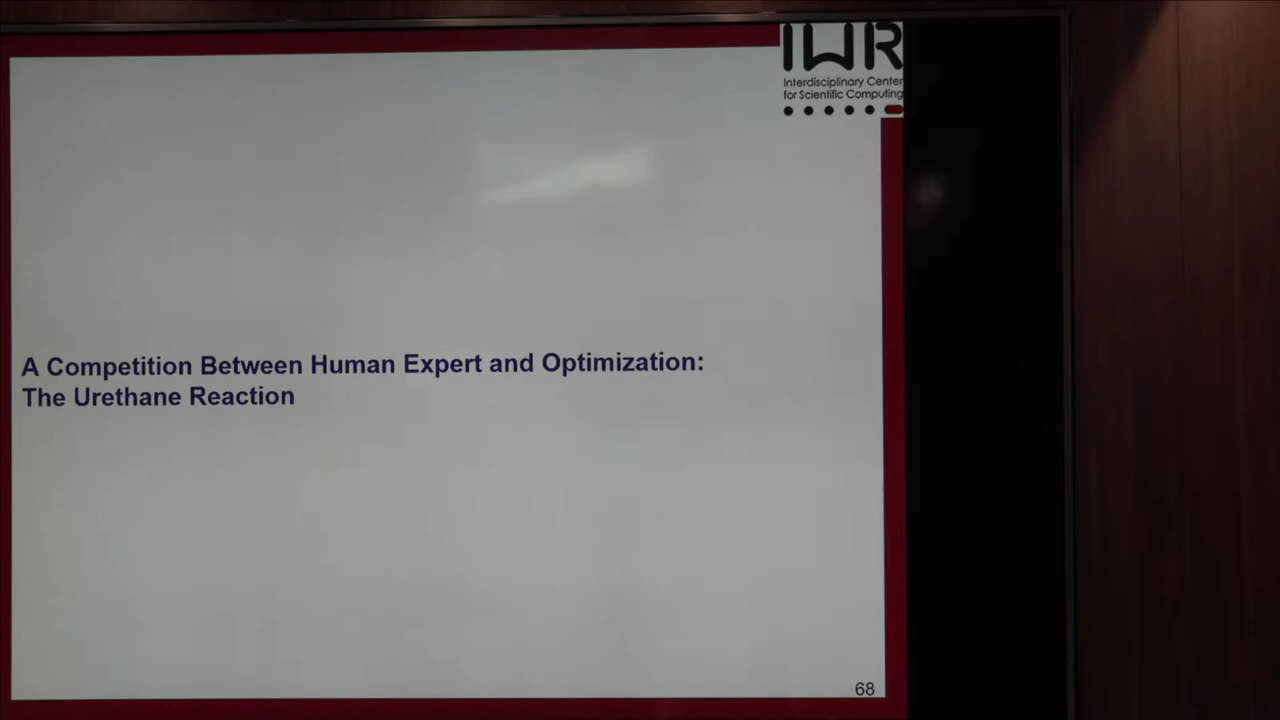 IWR
Interdisciplinary Center
for Scientific Computing
A Competition Between Human Expert and Optimization:
The Urethane Reaction
68